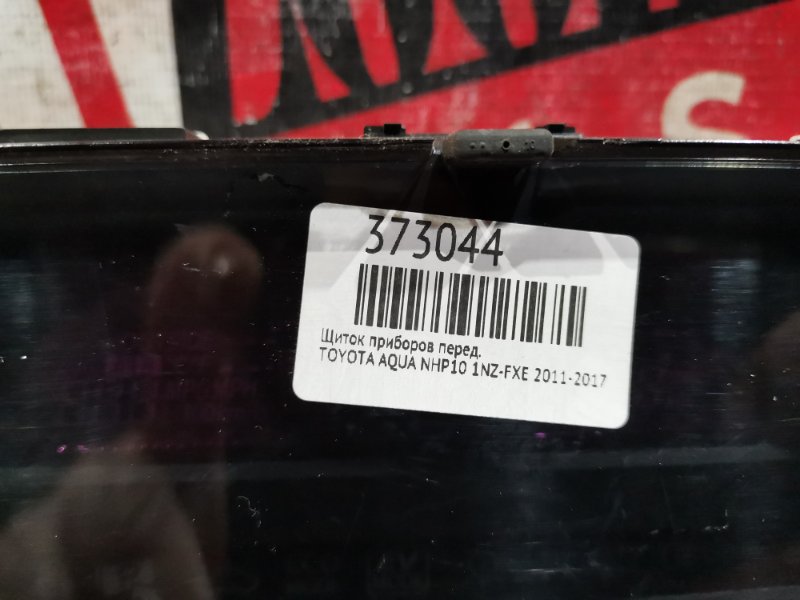 373044
Щиток приборов перед.
TOYOTA AQUA NHP10 1NZ-FXE 2011-2017